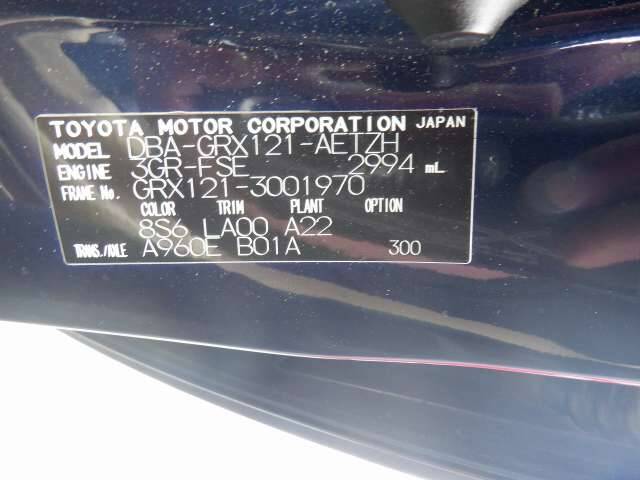 TOYOTA MOTOR CORPORATION JAPAN
MODEL DBA-GRX121-AETZH
ENGINE 3GR-FSE 2994 mL
FRAME No. GRX121-3001970
COLOR TRIM PLANT OPTION
8S6 LA00 A22
TRANS./AXLE A960E B01A 300